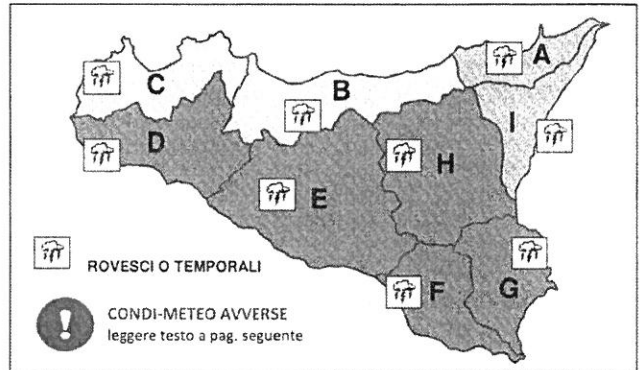 A
C
B
I
D
H
E
F
G
ROVESCI O TEMPORALI
!
CONDI-METEO AVVERSE
leggere testo a pag. seguente